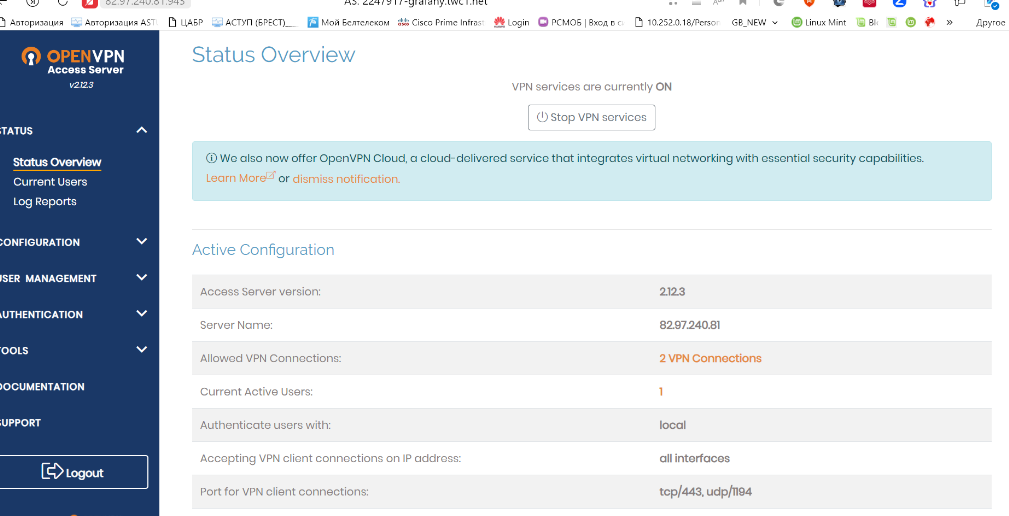 82.97.240.81:943
AS: 2247917-grafany.twc1.net
Авторизация
Авторизация AST
ЦАБР
АСТУП (БРЕСТ)_
Мой Белтелеком
Cisco Prime Infrast
Login
РСМОБ | Вход в с
10.252.0.18/Person
GB_NEW
Linux Mint
»
Другое
OPENVPN
Access Server
v2.12.3
STATUS
Status Overview
Current Users
Log Reports
CONFIGURATION
USER MANAGEMENT
AUTHENTICATION
TOOLS
DOCUMENTATION
SUPPORT
Logout
Status Overview
VPN services are currently ON
Stop VPN services
We also now offer OpenVPN Cloud, a cloud-delivered service that integrates virtual networking with essential security capabilities.
Learn More or dismiss notification.
Active Configuration
Access Server version: 2.12.3
Server Name: 82.97.240.81
Allowed VPN Connections: 2 VPN Connections
Current Active Users: 1
Authenticate users with: local
Accepting VPN client connections on IP address: all interfaces
Port for VPN client connections: tcp/443, udp/1194